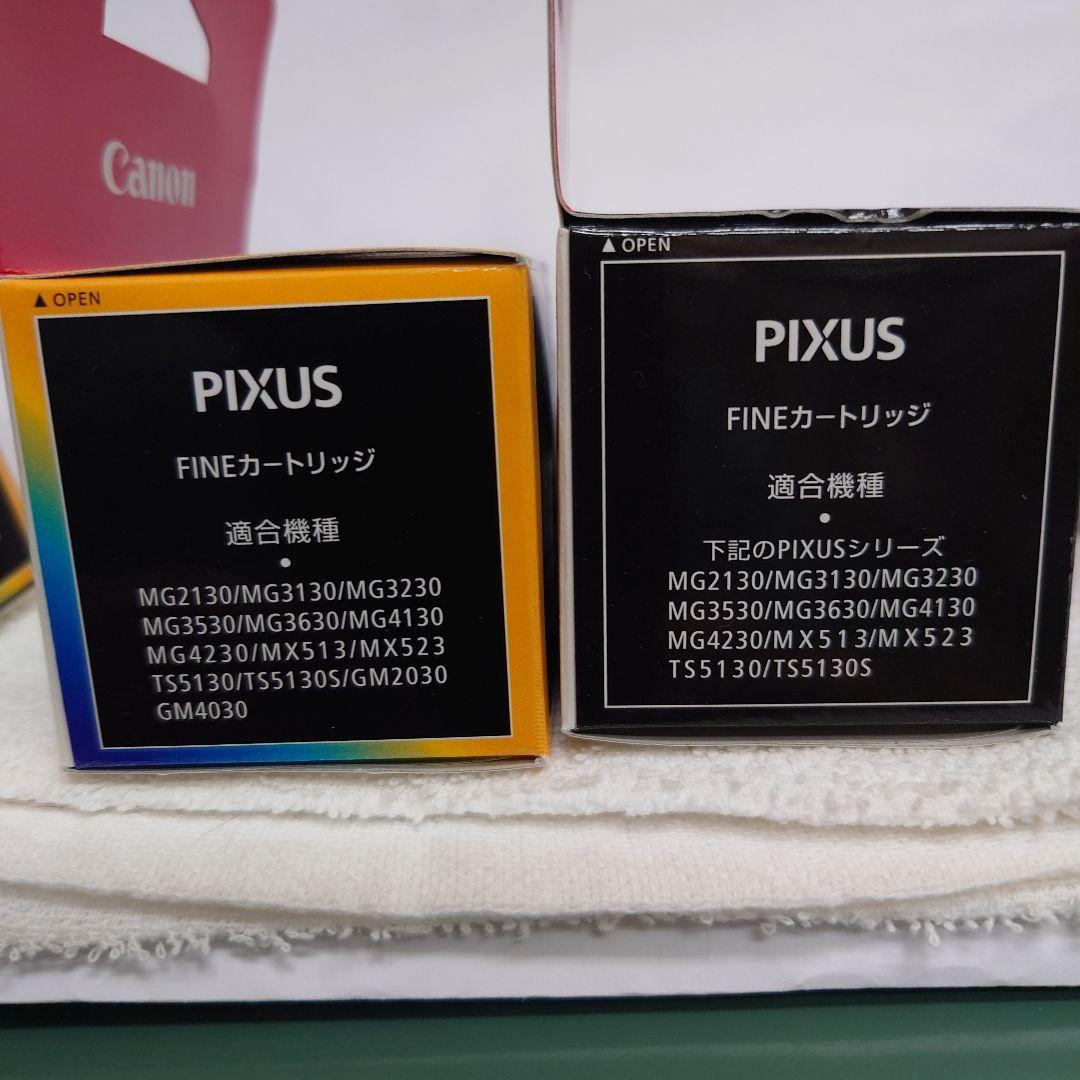 Canon
▲ OPEN
PIXUS
FINEカートリッジ
適合機種
●
MG2130/MG3130/MG3230
MG3530/MG3630/MG4130
MG4230/MX513/MX523
TS5130/TS5130S/GM2030
GM4030
▲ OPEN
PIXUS
FINEカートリッジ
適合機種
●
下記のPIXUSシリーズ
MG2130/MG3130/MG3230
MG3530/MG3630/MG4130
MG4230/MX513/MX523
TS5130/TS5130S